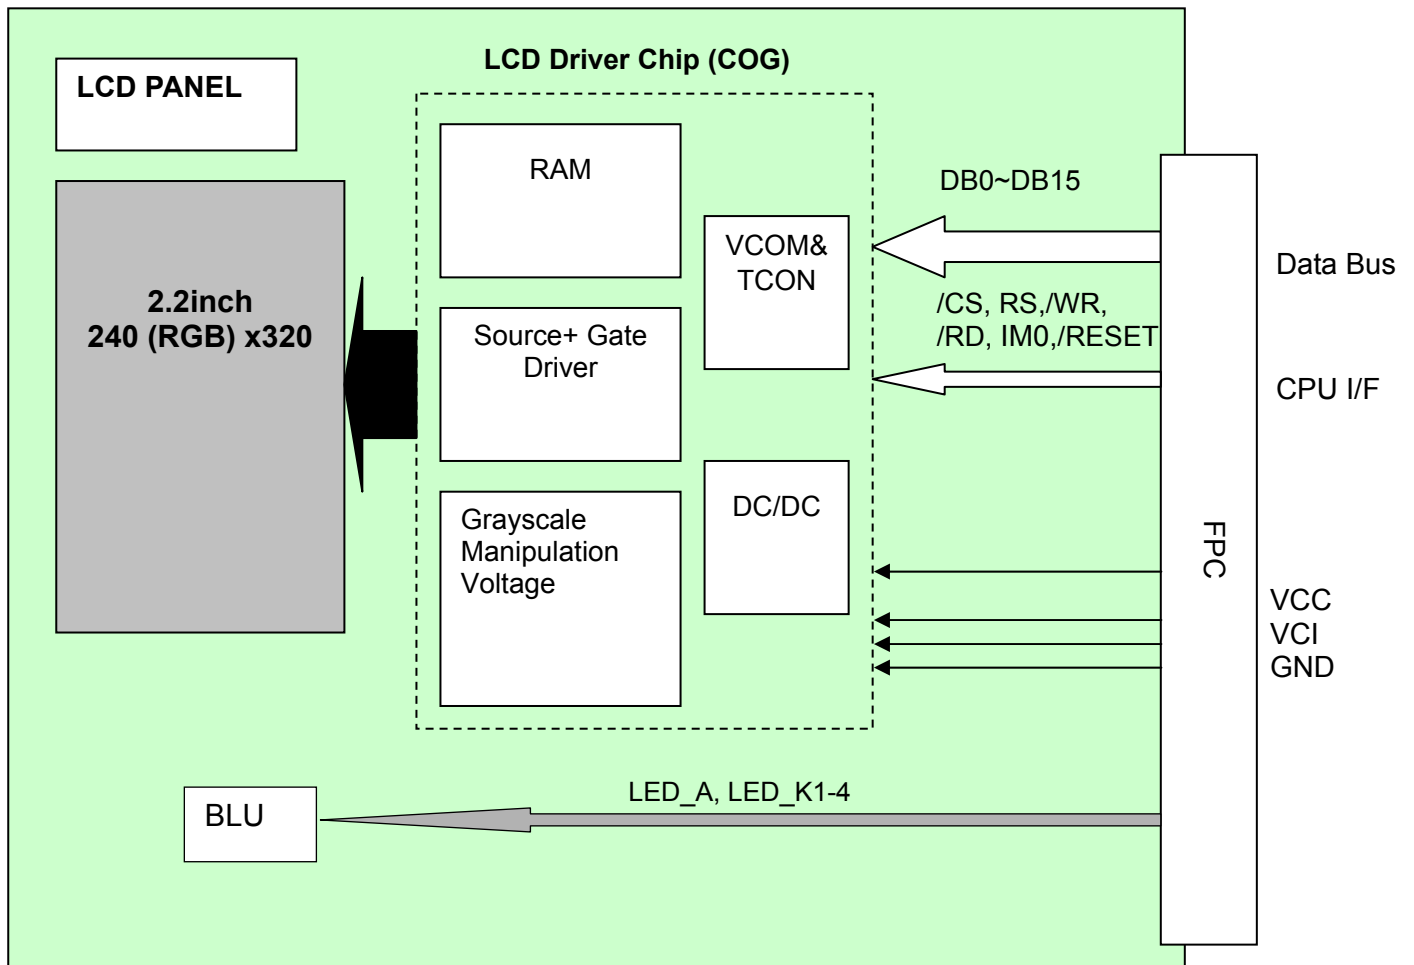 LCD Driver Chip (COG)
LCD PANEL
RAM
DB0~DB15
VCOM&
TCON
Data Bus
2.2inch
240 (RGB) x320
/CS, RS,/WR,
/RD, IM0,/RESET
Source+ Gate
Driver
CPU I/F
DC/DC
Grayscale
Manipulation
Voltage
FPC
VCC
VCI
GND
LED_A, LED_K1-4
BLU